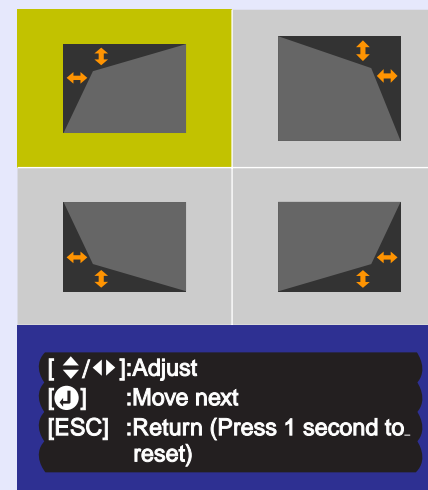 [ ⬍/⬌ ]:Adjust
[⏎] :Move next
[ESC] :Return (Press 1 second to
reset)